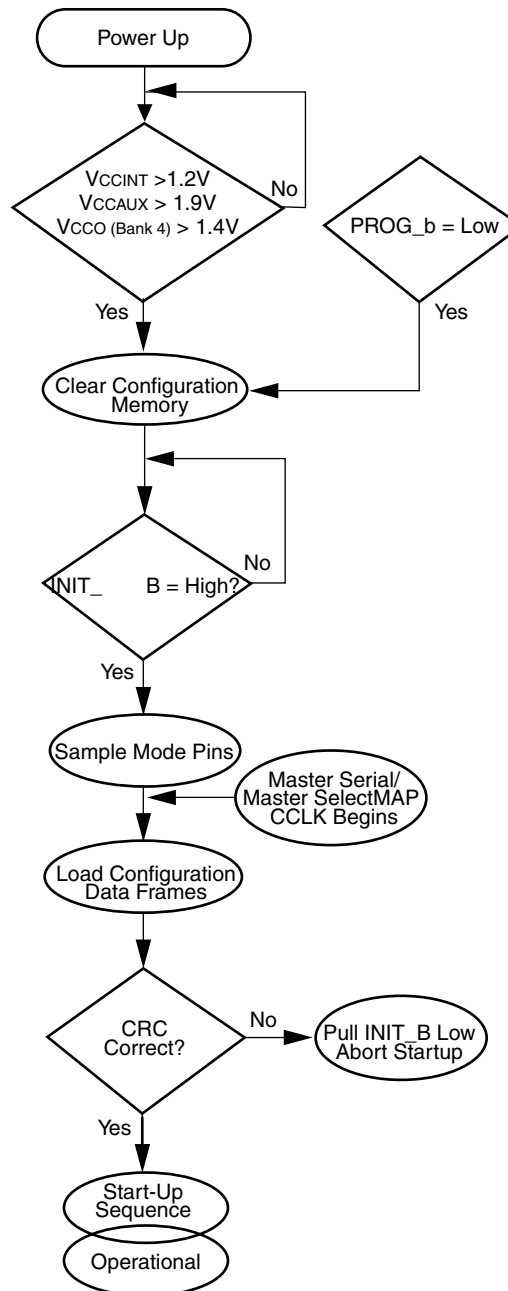 Power Up
VCCINT >1.2V
VCCAUX > 1.9V
VCCO (Bank 4) > 1.4V
No
PROG_b = Low
Yes
Yes
Clear Configuration
Memory
No
INIT_ B = High?
Yes
Sample Mode Pins
Master Serial/
Master SelectMAP
CCLK Begins
Load Configuration
Data Frames
CRC
Correct?
No
Pull INIT_B Low
Abort Startup
Yes
Start-Up
Sequence
Operational